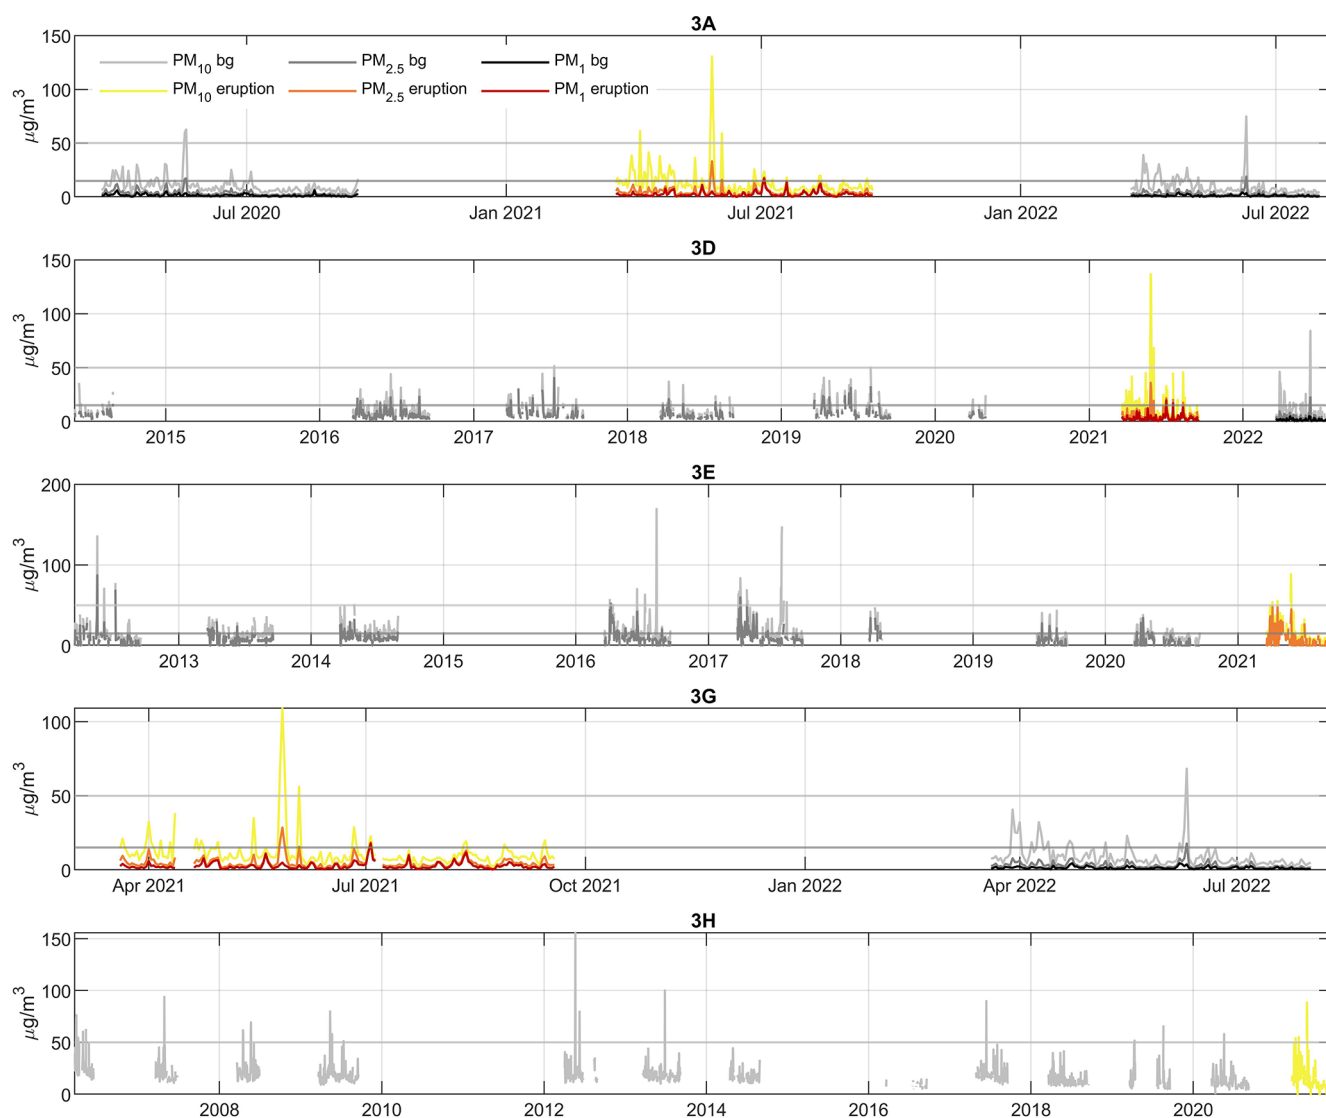 3A
150
100
50
0
μg/m3
PM10 bg PM2.5 bg PM1 bg
PM10 eruption PM2.5 eruption PM1 eruption
Jul 2020 Jan 2021 Jul 2021 Jan 2022 Jul 2022
3D
150
100
50
0
μg/m3
2015 2016 2017 2018 2019 2020 2021 2022
3E
200
100
0
μg/m3
2013 2014 2015 2016 2017 2018 2019 2020 2021
3G
100
50
0
μg/m3
Apr 2021 Jul 2021 Oct 2021 Jan 2022 Apr 2022 Jul 2022
3H
150
100
50
0
μg/m3
2008 2010 2012 2014 2016 2018 2020